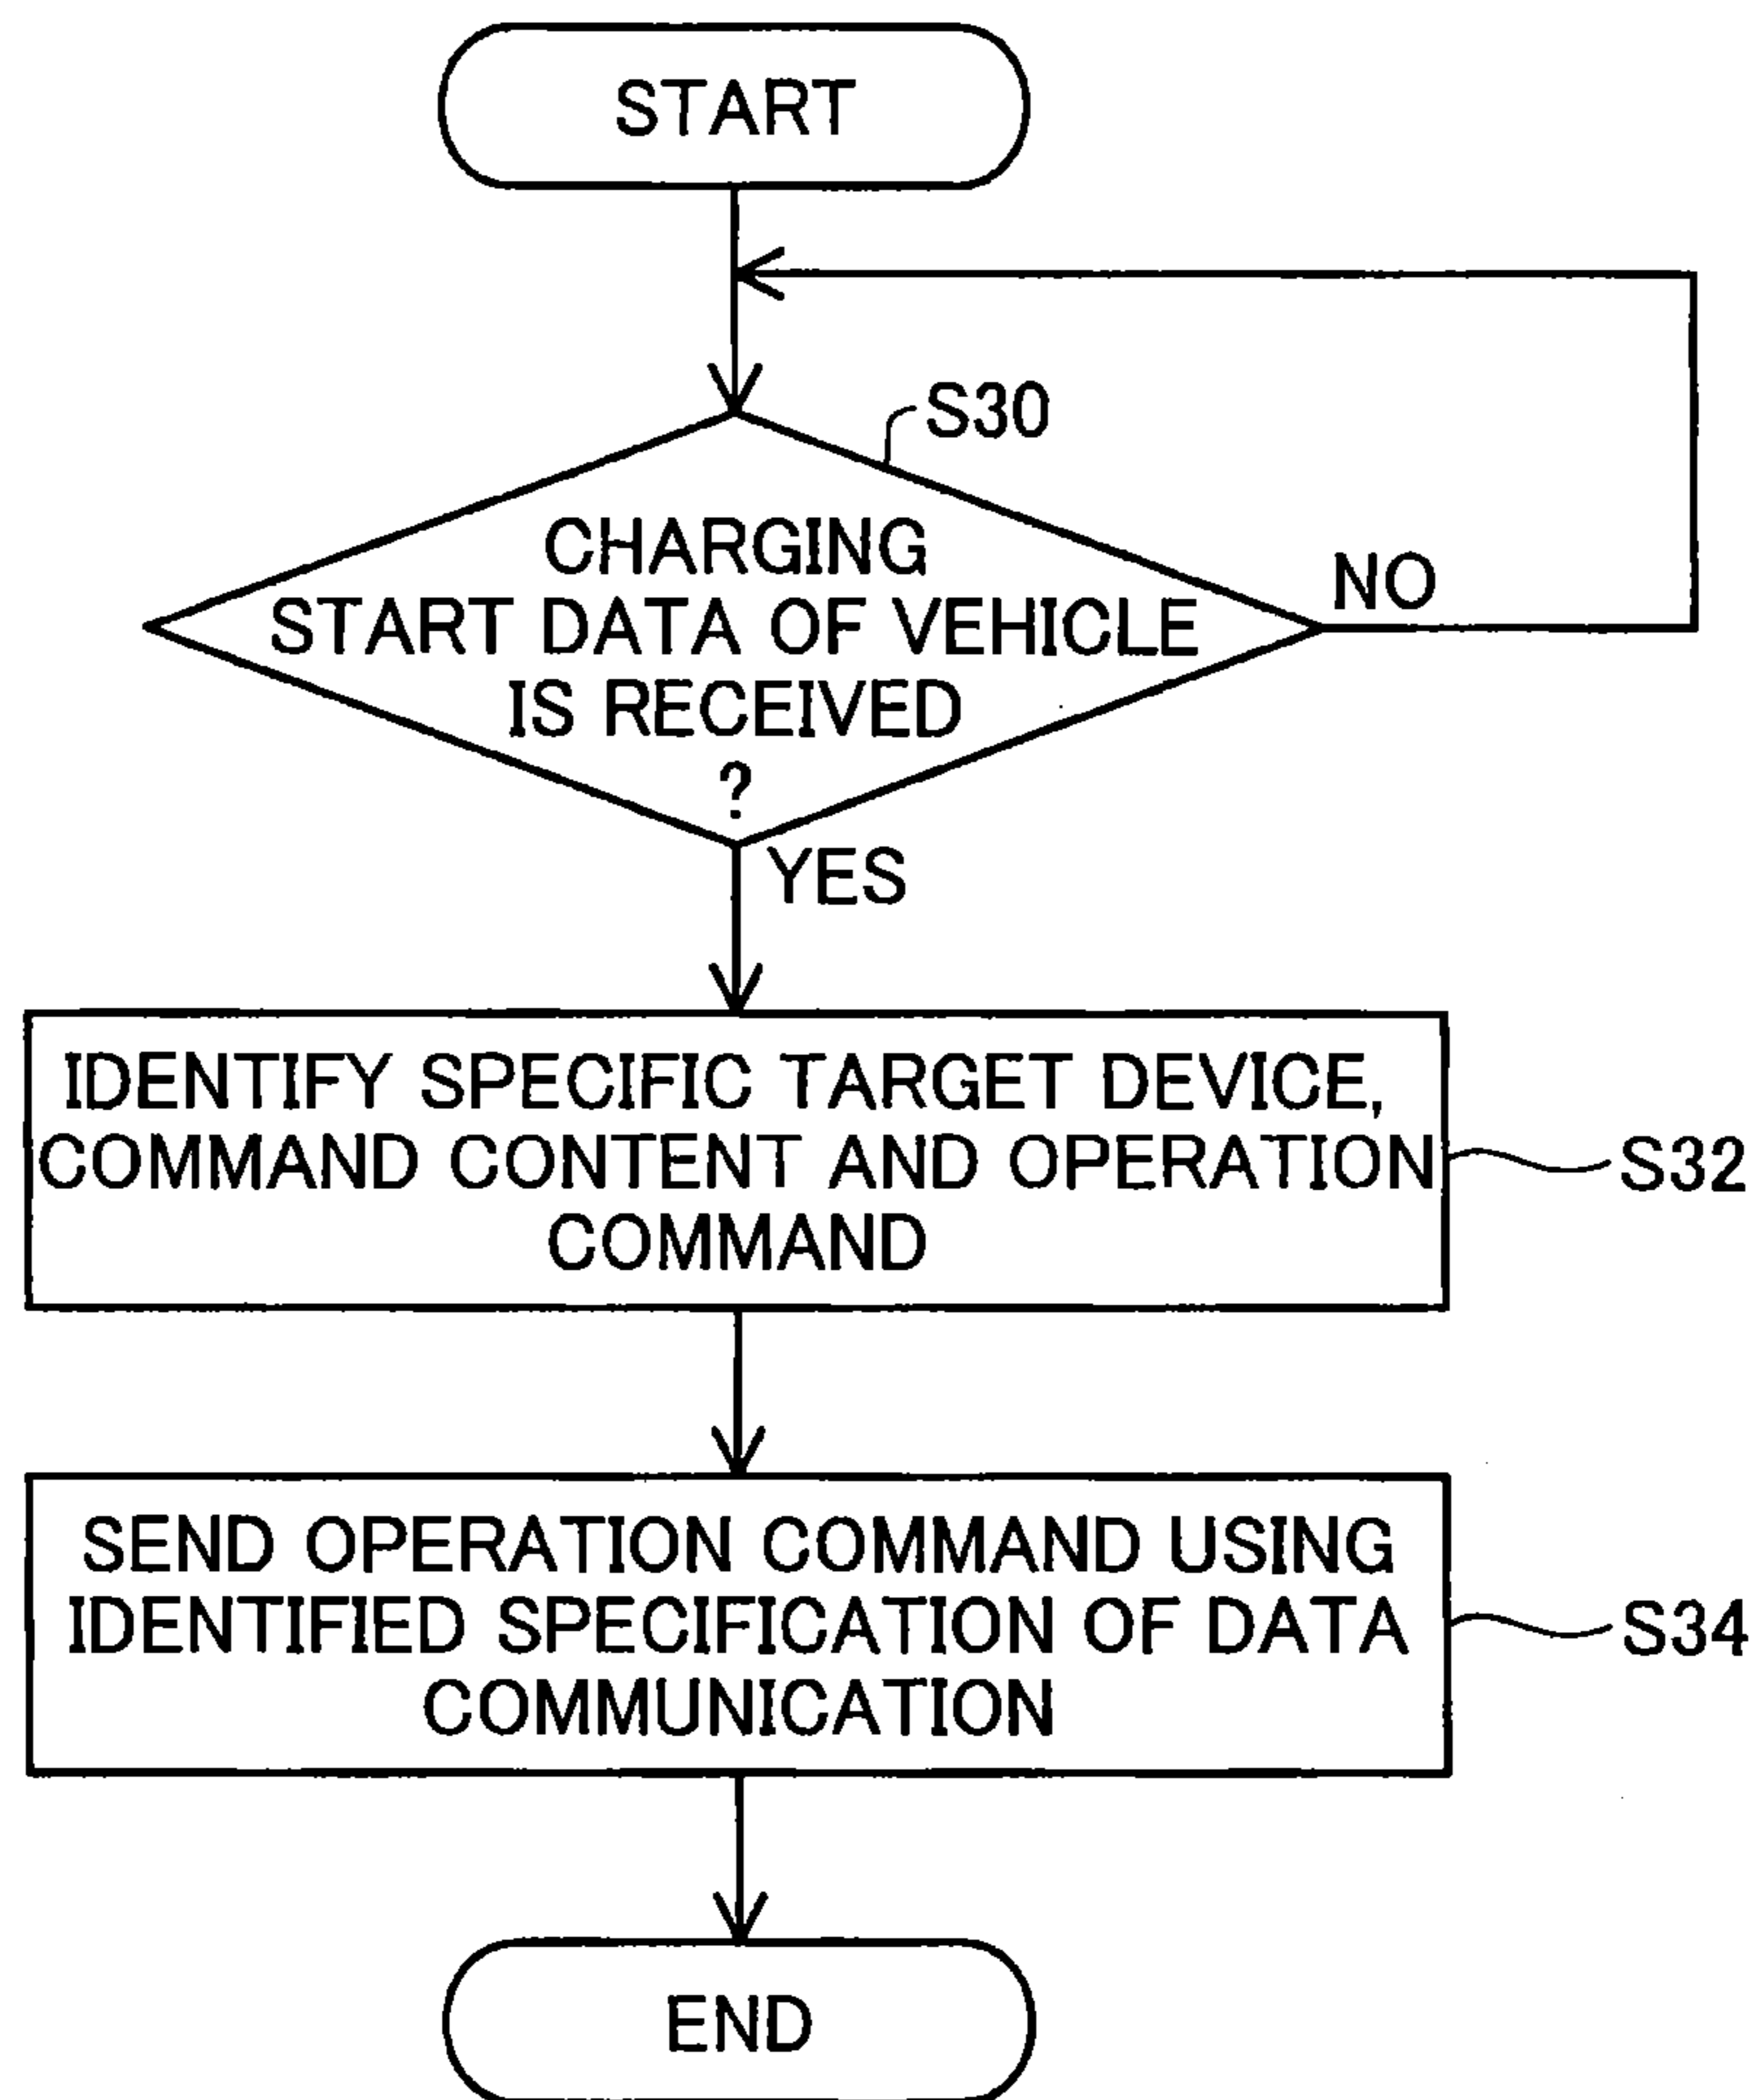 START
S30
CHARGING
START DATA OF VEHICLE
IS RECEIVED
?
NO
YES
IDENTIFY SPECIFIC TARGET DEVICE,
COMMAND CONTENT AND OPERATION
COMMAND
S32
SEND OPERATION COMMAND USING
IDENTIFIED SPECIFICATION OF DATA
COMMUNICATION
S34
END